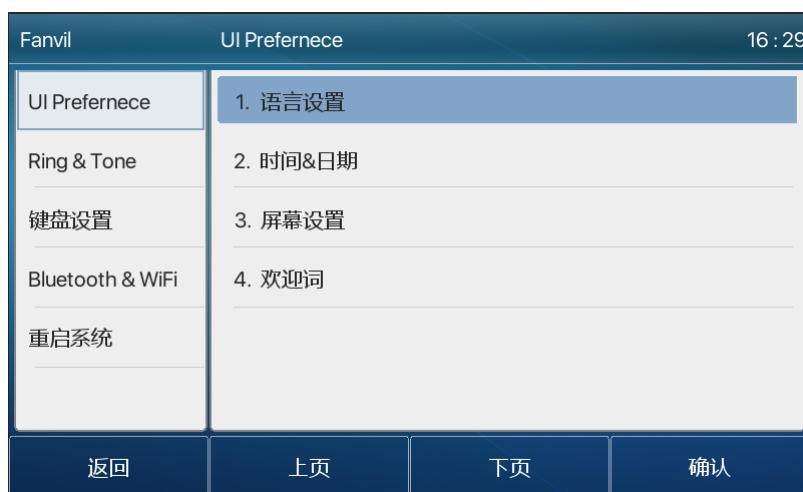 Fanvil UI Prefernece 16 : 29
UI Prefernece
Ring & Tone
键盘设置
Bluetooth & WiFi
重启系统
1. 语言设置
2. 时间&日期
3. 屏幕设置
4. 欢迎词
返回 上页 下页 确认